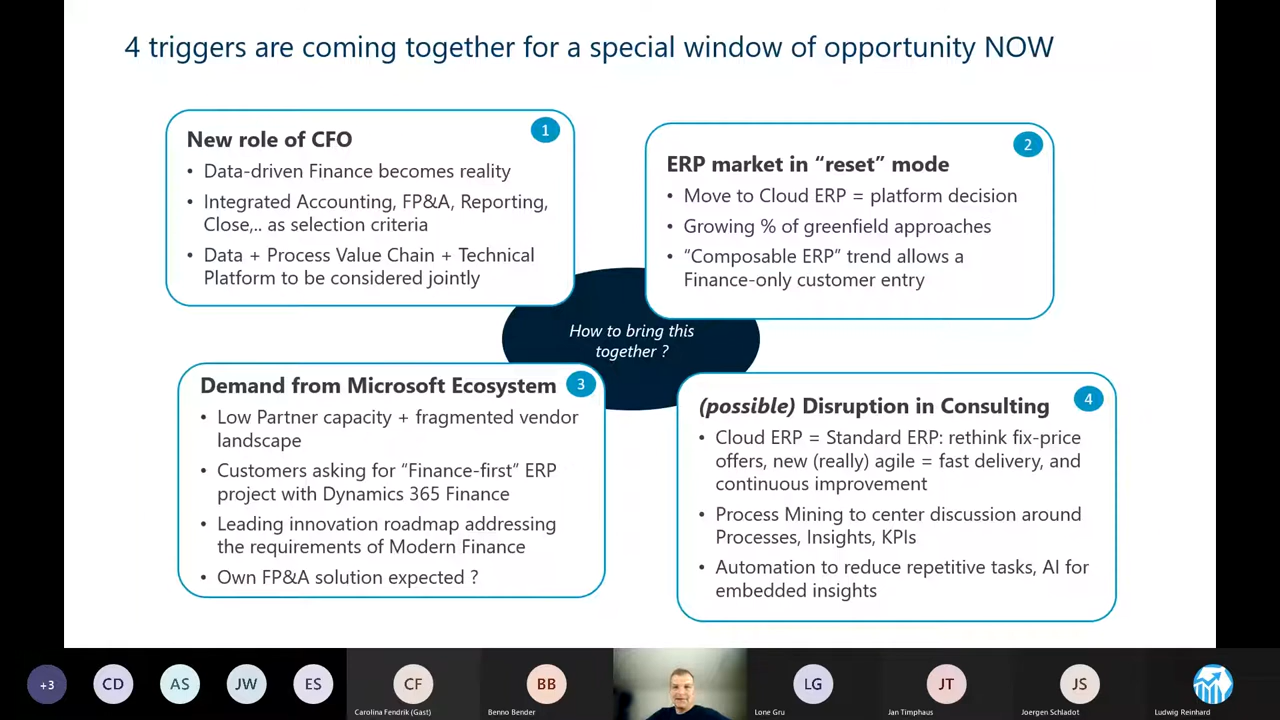 4 triggers are coming together for a special window of opportunity NOW
1
New role of CFO
• Data-driven Finance becomes reality
• Integrated Accounting, FP&A, Reporting,
Close,.. as selection criteria
• Data + Process Value Chain + Technical
Platform to be considered jointly
2
ERP market in “reset” mode
• Move to Cloud ERP = platform decision
• Growing % of greenfield approaches
• “Composable ERP” trend allows a
Finance-only customer entry
How to bring this
together ?
Demand from Microsoft Ecosystem
3
• Low Partner capacity + fragmented vendor
landscape
• Customers asking for “Finance-first” ERP
project with Dynamics 365 Finance
• Leading innovation roadmap addressing
the requirements of Modern Finance
• Own FP&A solution expected ?
4
(possible) Disruption in Consulting
• Cloud ERP = Standard ERP: rethink fix-price
offers, new (really) agile = fast delivery, and
continuous improvement
• Process Mining to center discussion around
Processes, Insights, KPIs
• Automation to reduce repetitive tasks, AI for
embedded insights
+3
CD
AS
JW
ES
CF
Carolina Fendrik (Gast)
BB
Benno Bender
LG
Lone Gru
JT
Jan Timphaus
JS
Joergen Schladot
Ludwig Reinhard